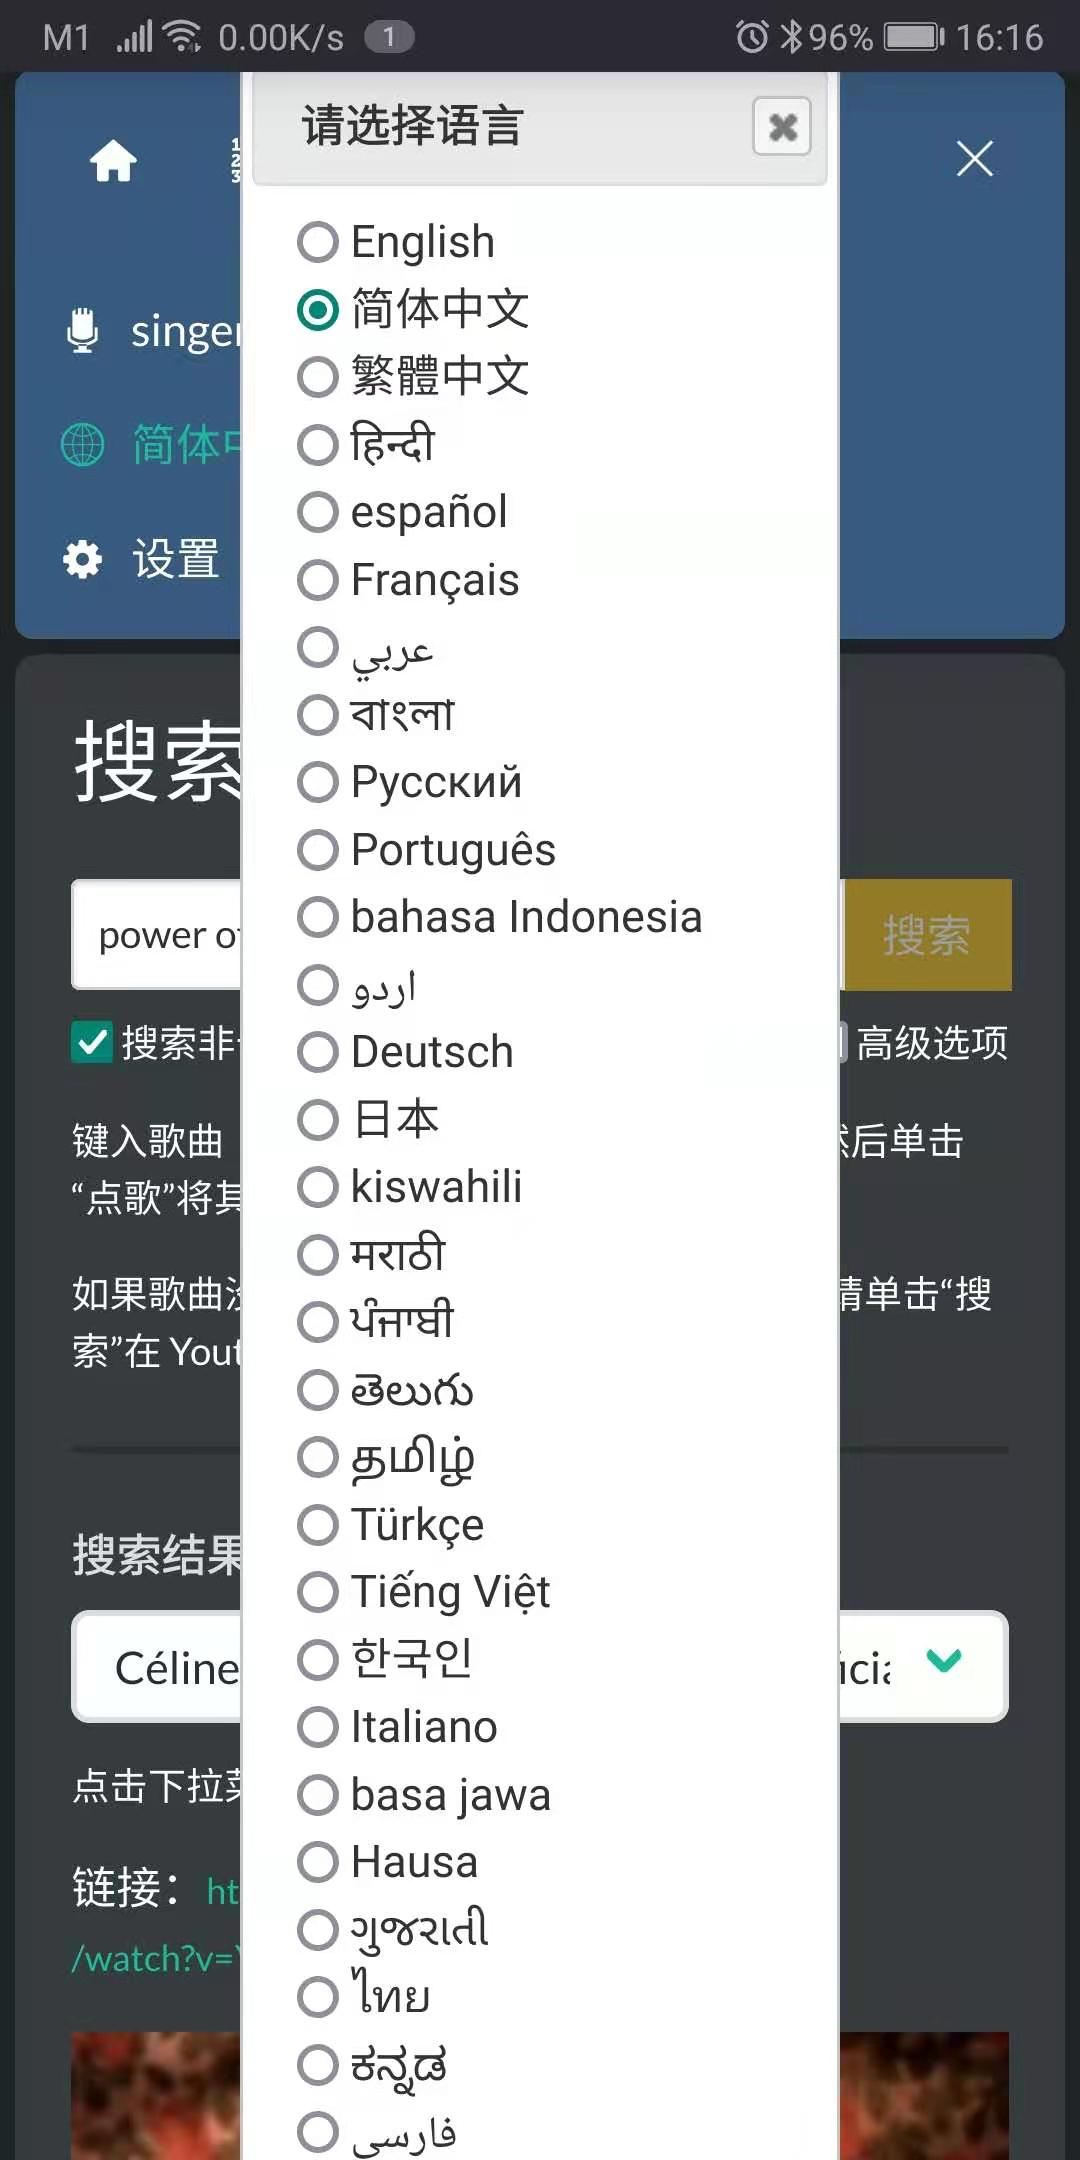 M1 0.00K/s 1 96% 16:16
请选择语言
singer
简体中
设置
English
简体中文
繁體中文
हिन्दी
español
Français
عربي
বাংলা
Русский
Português
bahasa Indonesia
اردو
Deutsch
日本
kiswahili
मराठी
ਪੰਜਾਬੀ
తెలుగు
தமிழ்
Türkçe
Tiếng Việt
한국인
Italiano
basa jawa
Hausa
ગુજરાતી
ไทย
ಕನ್ನಡ
فارسی
搜索
power of
搜索
搜索非
高级选项
键入歌曲
然后单击
“点歌”将其
如果歌曲没
请单击“搜
索”在 Yout
搜索结果
Céline
点击下拉菜
链接： ht
/watch?v=